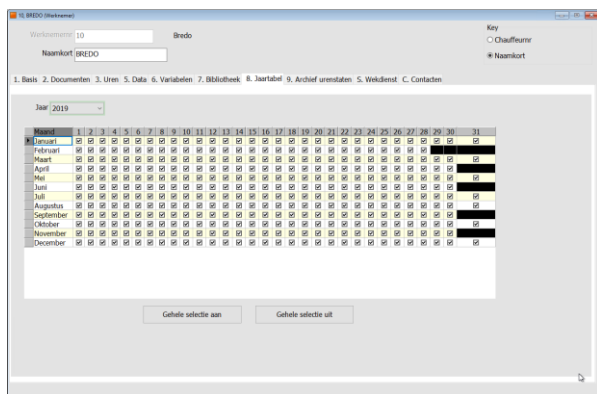 10, BREDO (Werknemer)
Werknemernr 10 Bredo
Naamkort BREDO
Key
Chauffeurnr
Naamkort
1. Basis 2. Documenten 3. Uren 5. Data 6. Variabelen 7. Bibliotheek 8. Jaartabel 9. Archief urenstaten S. Wekdienst C. Contacten
Jaar 2019
Maand 1 2 3 4 5 6 7 8 9 10 11 12 13 14 15 16 17 18 19 20 21 22 23 24 25 26 27 28 29 30 31
Januari
Februari
Maart
April
Mei
Juni
Juli
Augustus
September
Oktober
November
December
Gehele selectie aan Gehele selectie uit